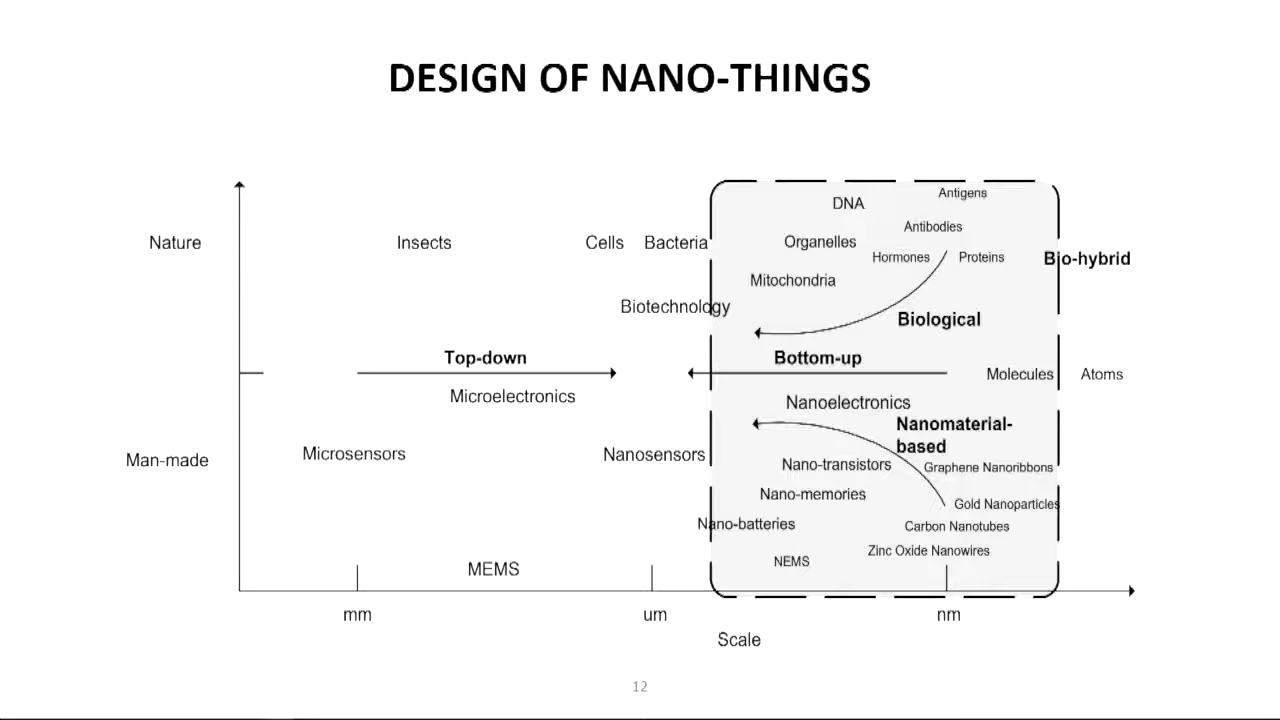 DESIGN OF NANO-THINGS
Antigens
DNA
Antibodies
Nature
Insects
Cells
Bacteria
Organelles
Hormones
Proteins
Bio-hybrid
Mitochondria
Biotechnology
Biological
Top-down
Bottom-up
Molecules
Atoms
Microelectronics
Nanoelectronics
Nanomaterial-
based
Man-made
Microsensors
Nanosensors
Nano-transistors
Graphene Nanoribbons
Nano-memories
Gold Nanoparticles
Nano-batteries
Carbon Nanotubes
Zinc Oxide Nanowires
NEMS
MEMS
mm
um
nm
Scale
12